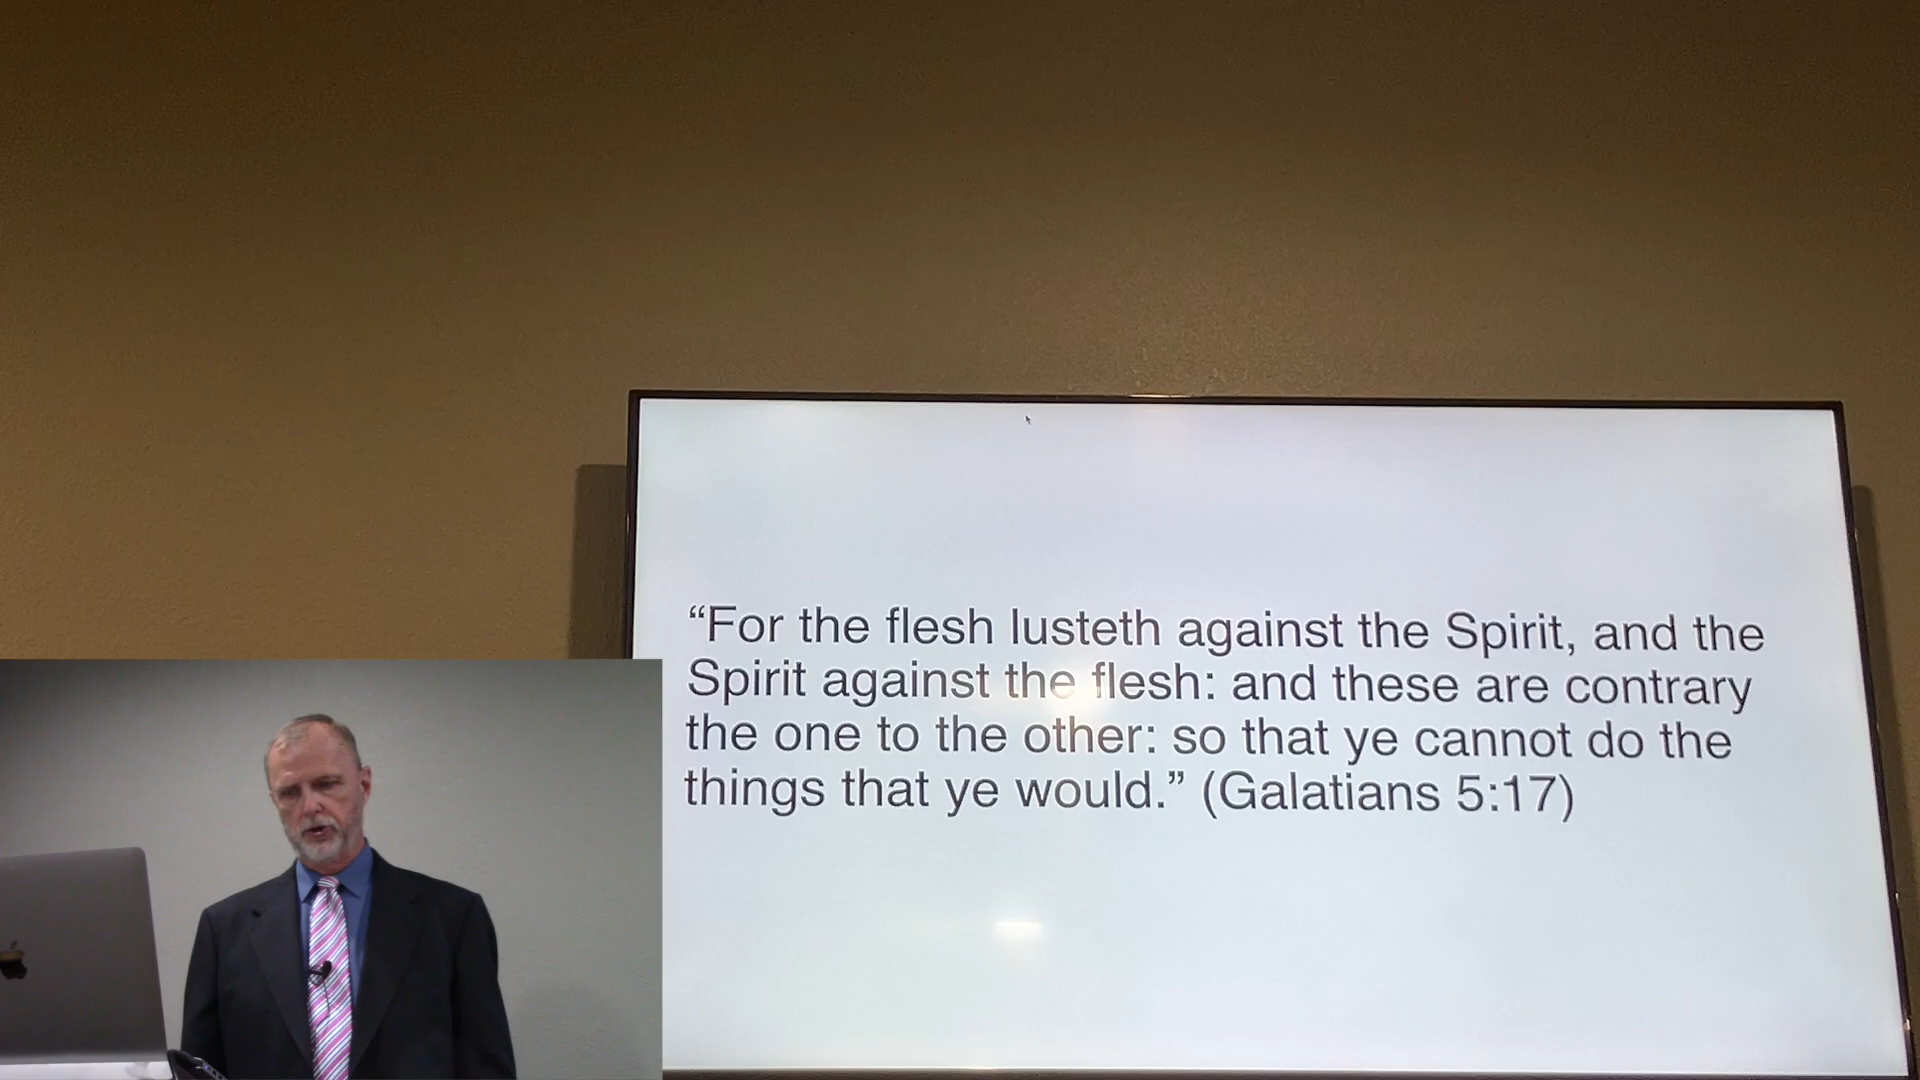 “For the flesh lusteth against the Spirit, and the
Spirit against the flesh: and these are contrary
the one to the other: so that ye cannot do the
things that ye would.” (Galatians 5:17)